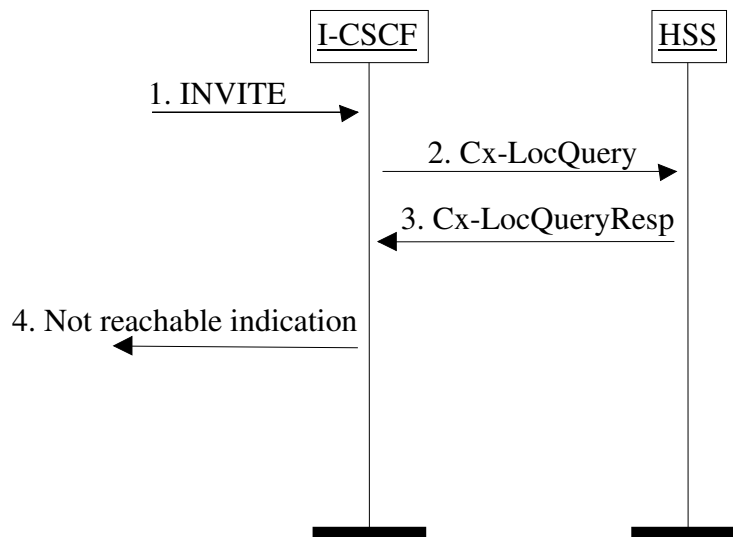 I-CSCF
HSS
1. INVITE
2. Cx-LocQuery
3. Cx-LocQueryResp
4. Not reachable indication